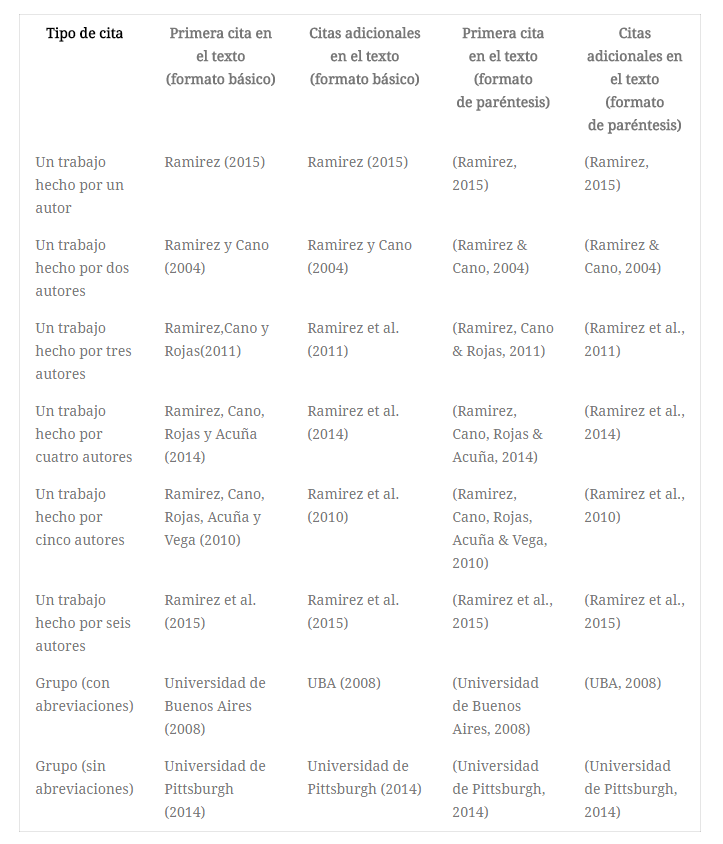 Tipo de cita
Primera cita en
el texto
(formato básico)
Citas adicionales
en el texto
(formato básico)
Primera cita
en el texto
(formato
de paréntesis)
Citas
adicionales en
el texto
(formato
de paréntesis)
Un trabajo
hecho por un
autor
Ramirez (2015)
Ramirez (2015)
(Ramirez,
2015)
(Ramirez,
2015)
Un trabajo
hecho por dos
autores
Ramirez y Cano
(2004)
Ramirez y Cano
(2004)
(Ramirez &
Cano, 2004)
(Ramirez &
Cano, 2004)
Un trabajo
hecho por tres
autores
Ramirez,Cano y
Rojas(2011)
Ramirez et al.
(2011)
(Ramirez, Cano
& Rojas, 2011)
(Ramirez et al.,
2011)
Un trabajo
hecho por
cuatro autores
Ramirez, Cano,
Rojas y Acuña
(2014)
Ramirez et al.
(2014)
(Ramirez,
Cano, Rojas &
Acuña, 2014)
(Ramirez et al.,
2014)
Un trabajo
hecho por
cinco autores
Ramirez, Cano,
Rojas, Acuña y
Vega (2010)
Ramirez et al.
(2010)
(Ramirez,
Cano, Rojas,
Acuña & Vega,
2010)
(Ramirez et al.,
2010)
Un trabajo
hecho por seis
autores
Ramirez et al.
(2015)
Ramirez et al.
(2015)
(Ramirez et al.,
2015)
(Ramirez et al.,
2015)
Grupo (con
abreviaciones)
Universidad de
Buenos Aires
(2008)
UBA (2008)
(Universidad
de Buenos
Aires, 2008)
(UBA, 2008)
Grupo (sin
abreviaciones)
Universidad de
Pittsburgh
(2014)
Universidad de
Pittsburgh (2014)
(Universidad
de Pittsburgh,
2014)
(Universidad
de Pittsburgh,
2014)